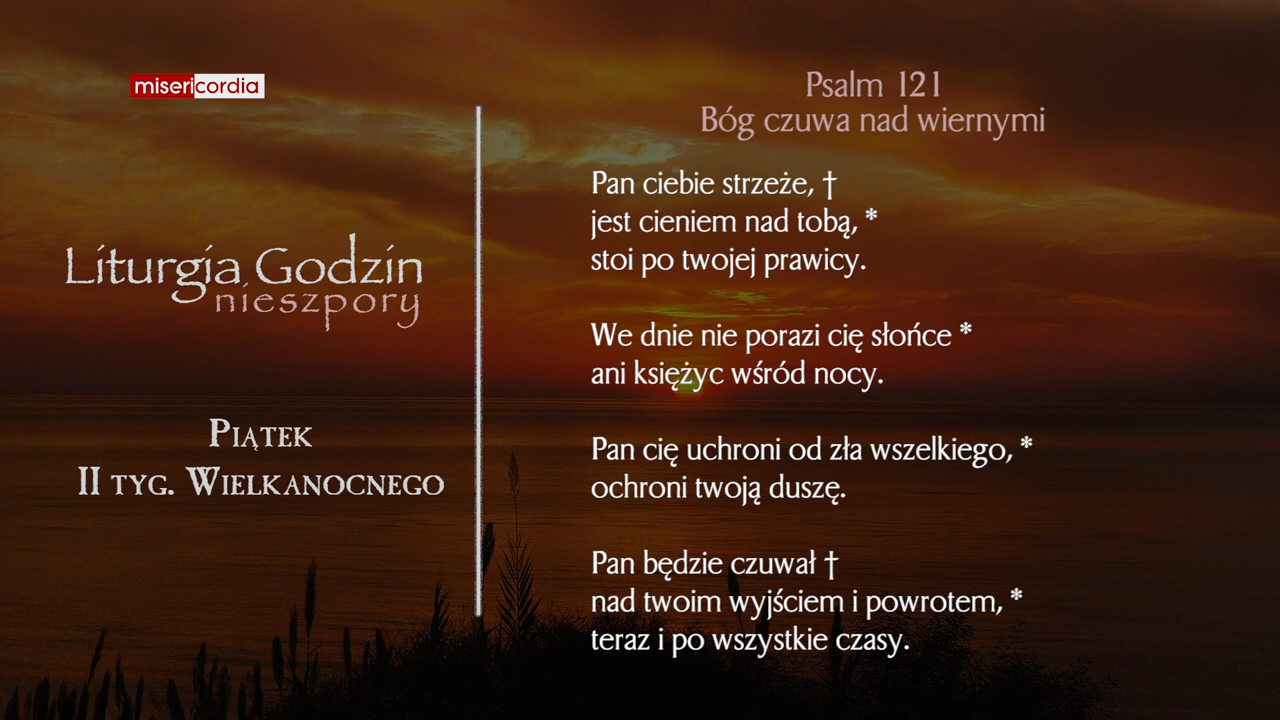 misericordia
Liturgia Godzin
nieszpory
Piątek
II tyg. Wielkanocnego
Psalm 121
Bóg czuwa nad wiernymi
Pan ciebie strzeże, †
jest cieniem nad tobą, *
stoi po twojej prawicy.
We dnie nie porazi cię słońce *
ani księżyc wśród nocy.
Pan cię uchroni od zła wszelkiego, *
ochroni twoją duszę.
Pan będzie czuwał †
nad twoim wyjściem i powrotem, *
teraz i po wszystkie czasy.